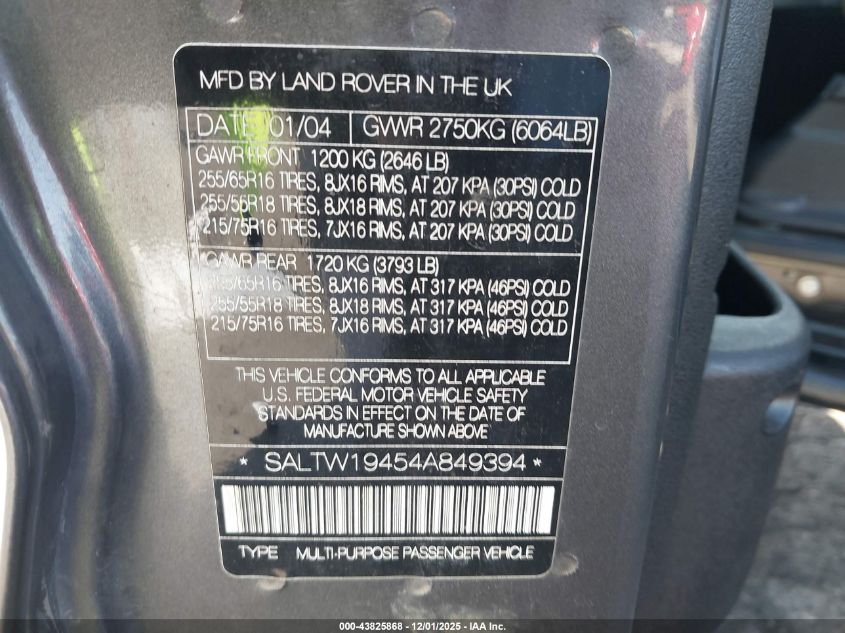 MFD BY LAND ROVER IN THE UK
DATE 01/04 GVWR 2750KG (6064LB)
GAWR FRONT 1200 KG (2646 LB)
255/65R16 TIRES, 8JX16 RIMS, AT 207 KPA (30PSI) COLD
255/55R18 TIRES, 8JX18 RIMS, AT 207 KPA (30PSI) COLD
215/75R16 TIRES, 7JX16 RIMS, AT 207 KPA (30PSI) COLD
GAWR REAR 1720 KG (3793 LB)
255/65R16 TIRES, 8JX16 RIMS, AT 317 KPA (46PSI) COLD
255/55R18 TIRES, 8JX18 RIMS, AT 317 KPA (46PSI) COLD
215/75R16 TIRES, 7JX16 RIMS, AT 317 KPA (46PSI) COLD
THIS VEHICLE CONFORMS TO ALL APPLICABLE
U.S. FEDERAL MOTOR VEHICLE SAFETY
STANDARDS IN EFFECT ON THE DATE OF
MANUFACTURE SHOWN ABOVE
* SALTW19454A849394 *
TYPE MULTI-PURPOSE PASSENGER VEHICLE
000-43825868 - 12/01/2025 - IAA Inc.